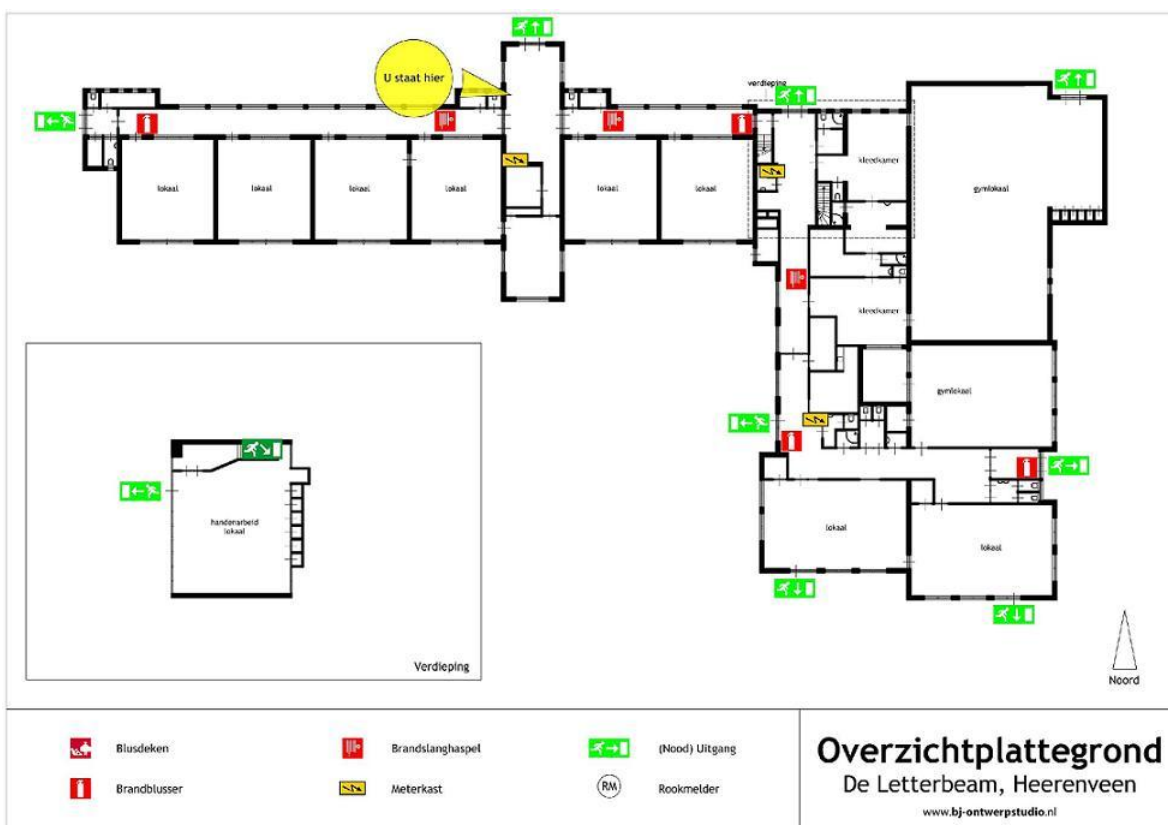 U staat hier
verdieping
lokaal
lokaal
lokaal
lokaal
lokaal
lokaal
kleedkamer
gymlokaal
kleedkamer
gymlokaal
lokaal
lokaal
handenarbeid
lokaal
Verdieping
Noord
Blusdeken
Brandslanghaspel
(Nood) Uitgang
Brandblusser
Meterkast
RM
Rookmelder
Overzichtplattegrond
De Letterbeam, Heerenveen
www.bj-ontwerpstudio.nl